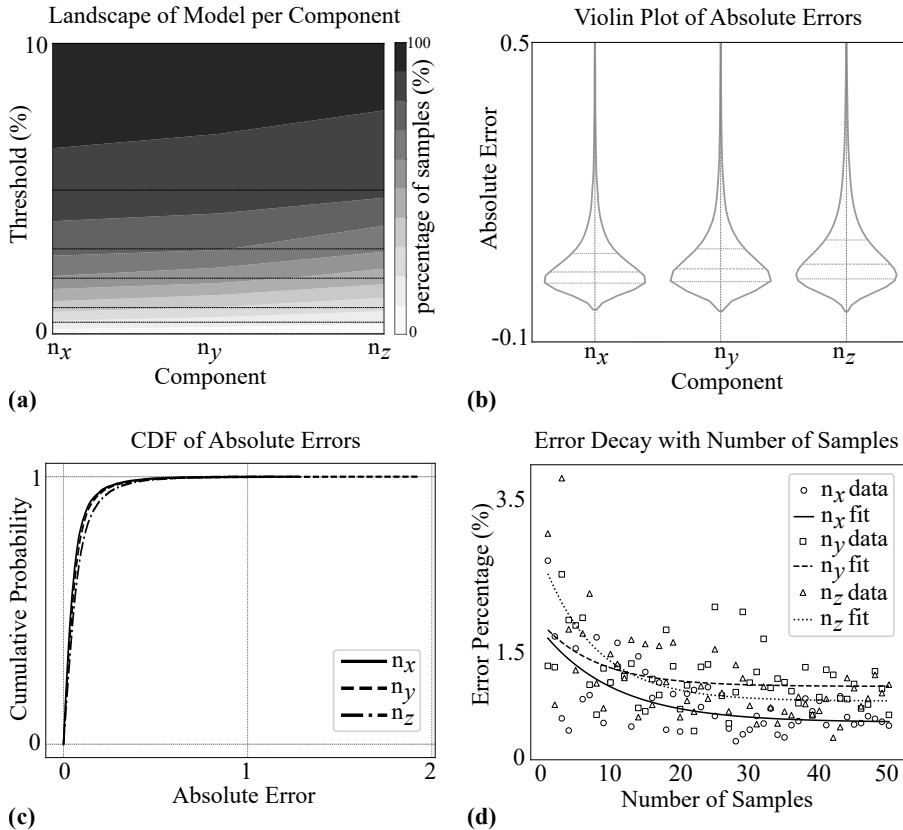 Landscape of Model per Component
10
Threshold (%)
0
n_x
n_y
n_z
Component
100
percentage of samples (%)
0
(a)
Violin Plot of Absolute Errors
0.5
Absolute Error
-0.1
n_x
n_y
n_z
Component
(b)
CDF of Absolute Errors
1
Cumulative Probability
0
n_x
n_y
n_z
0
1
2
Absolute Error
(c)
Error Decay with Number of Samples
3.5
Error Percentage (%)
1.5
0
n_x data
n_x fit
n_y data
n_y fit
n_z data
n_z fit
0
10
20
30
40
50
Number of Samples
(d)